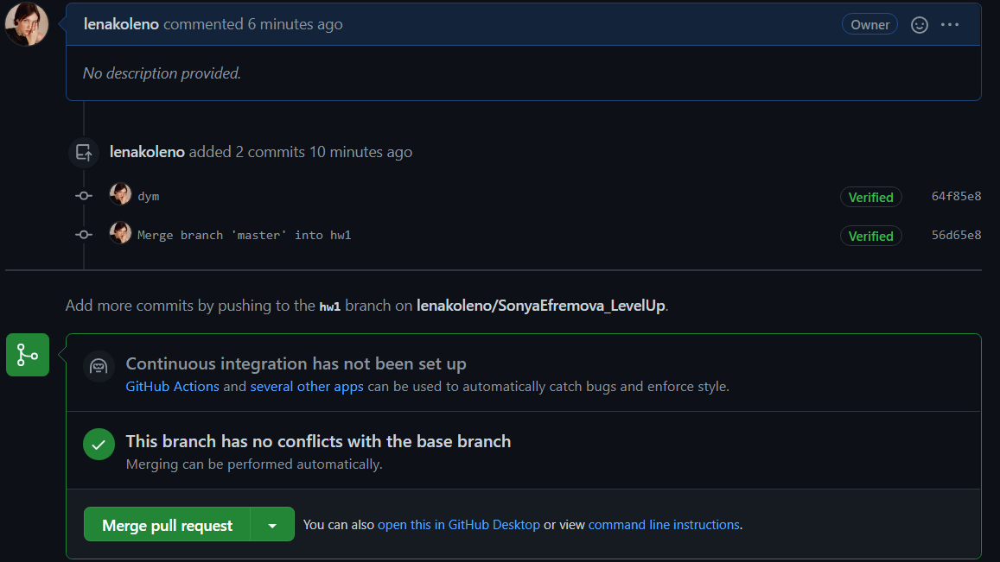 lenakoleno commented 6 minutes ago Owner
No description provided.
lenakoleno added 2 commits 10 minutes ago
dym Verified 64f85e8
Merge branch 'master' into hw1 Verified 56d65e8
Add more commits by pushing to the hw1 branch on lenakoleno/SonyaEfremova_LevelUp.
Continuous integration has not been set up
GitHub Actions and several other apps can be used to automatically catch bugs and enforce style.
This branch has no conflicts with the base branch
Merging can be performed automatically.
Merge pull request You can also open this in GitHub Desktop or view command line instructions.